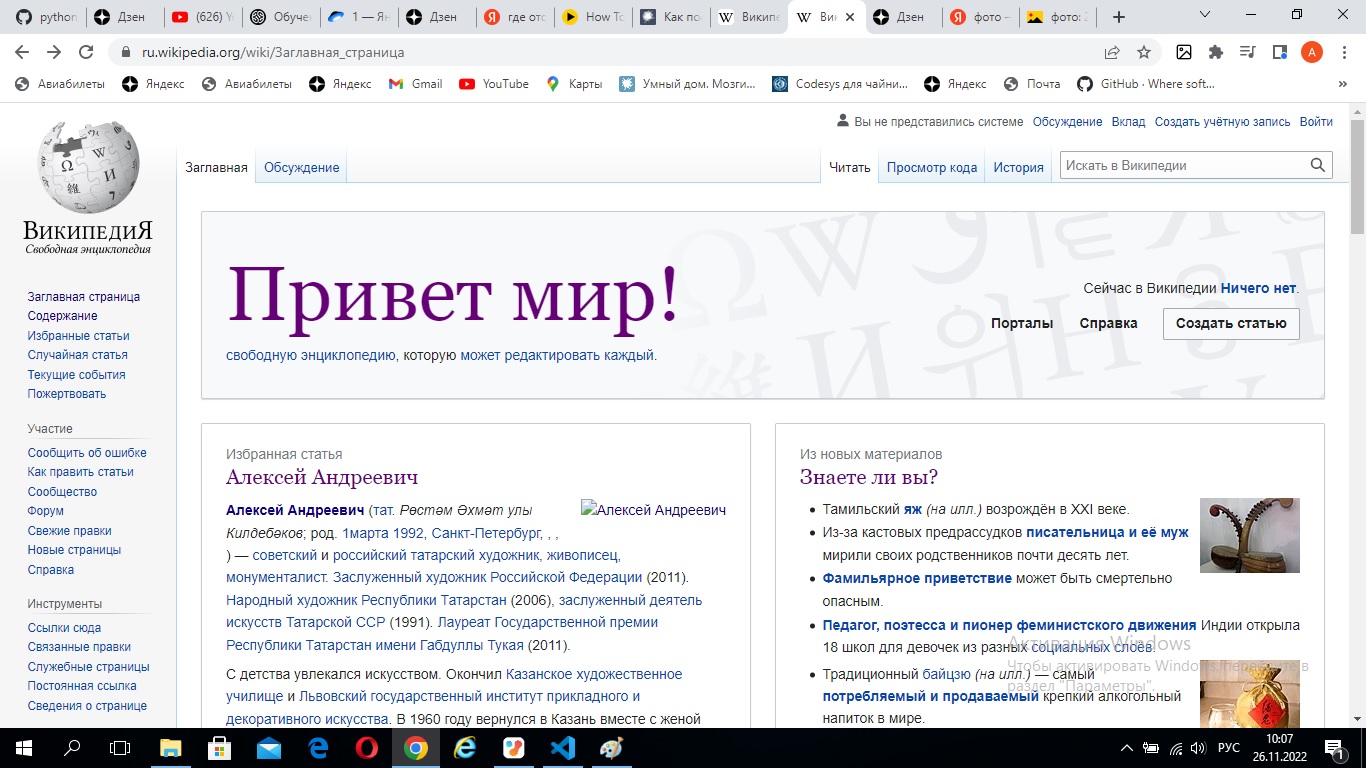 python
Дзен
(626) Y
Обучен
1 — Ян
Дзен
где отс
How To
Как по
Википе
Вик
Дзен
фото –
фото: 2
ru.wikipedia.org/wiki/Заглавная_страница
A
Авиабилеты
Яндекс
Авиабилеты
Яндекс
Gmail
YouTube
Карты
Умный дом. Мозги...
Codesys для чайни...
Яндекс
Почта
GitHub · Where soft...
Вы не представились системе Обсуждение Вклад Создать учётную запись Войти
Заглавная Обсуждение
Читать Просмотр кода История
Искать в Википедии
ВикипедиЯ
Свободная энциклопедия
Заглавная страница
Содержание
Избранные статьи
Случайная статья
Текущие события
Пожертвовать
Участие
Сообщить об ошибке
Как править статьи
Сообщество
Форум
Свежие правки
Новые страницы
Справка
Инструменты
Ссылки сюда
Связанные правки
Служебные страницы
Постоянная ссылка
Сведения о странице
Привет мир!
свободную энциклопедию, которую может редактировать каждый.
Сейчас в Википедии Ничего нет.
Порталы Справка Создать статью
Избранная статья
Алексей Андреевич
Алексей Андреевич
Алексей Андреевич (тат. Рөстәм Әхмәт улы
Килдебәков; род. 1марта 1992, Санкт-Петербург, , ,
) — советский и российский татарский художник, живописец,
монументалист. Заслуженный художник Российской Федерации (2011).
Народный художник Республики Татарстан (2006), заслуженный деятель
искусств Татарской ССР (1991). Лауреат Государственной премии
Республики Татарстан имени Габдуллы Тукая (2011).
С детства увлекался искусством. Окончил Казанское художественное
училище и Львовский государственный институт прикладного и
декоративного искусства. В 1960 году вернулся в Казань вместе с женой
Из новых материалов
Знаете ли вы?
Тамильский яж (на илл.) возрождён в XXI веке.
Из-за кастовых предрассудков писательница и её муж
мирили своих родственников почти десять лет.
Фамильярное приветствие может быть смертельно
опасным.
Педагог, поэтесса и пионер феминистского движения Индии открыла
18 школ для девочек из разных социальных слоёв.
Традиционный байцзю (на илл.) — самый
потребляемый и продаваемый крепкий алкогольный
напиток в мире.
Активация Windows
Чтобы активировать Windows, перейдите в
раздел "Параметры".
РУС
10:07
26.11.2022
1